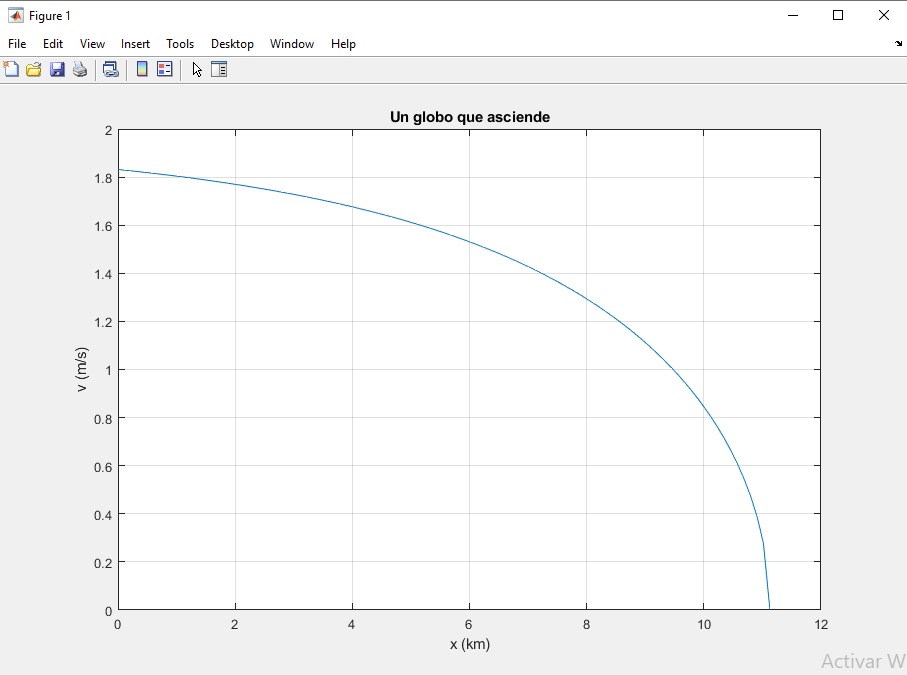 Figure 1
File Edit View Insert Tools Desktop Window Help
Un globo que asciende
2
1.8
1.6
1.4
1.2
1
0.8
0.6
0.4
0.2
0
v (m/s)
0 2 4 6 8 10 12
x (km)
Activar W